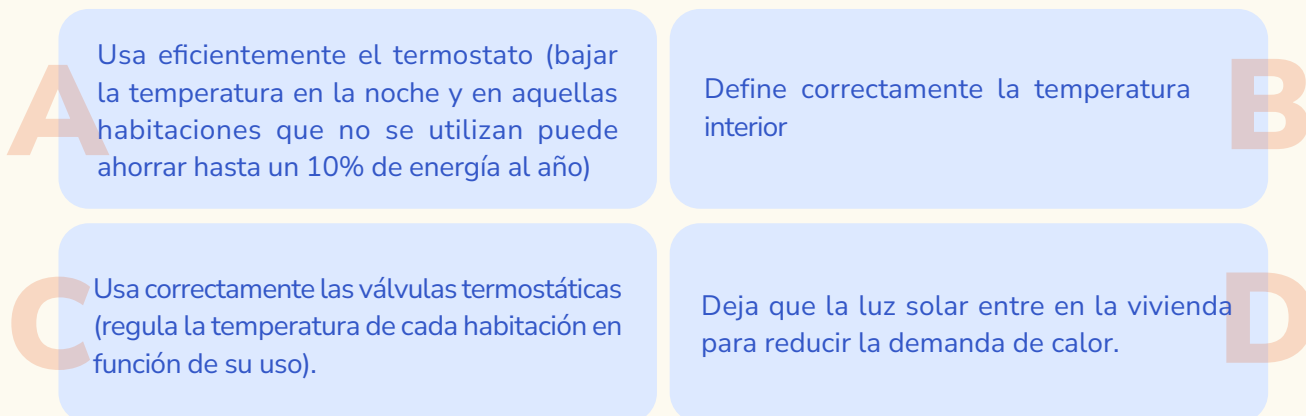 A
Usa eficientemente el termostato (bajar
la temperatura en la noche y en aquellas
habitaciones que no se utilizan puede
ahorrar hasta un 10% de energía al año)
B
Define correctamente la temperatura
interior
C
Usa correctamente las válvulas termostáticas
(regula la temperatura de cada habitación en
función de su uso).
D
Deja que la luz solar entre en la vivienda
para reducir la demanda de calor.